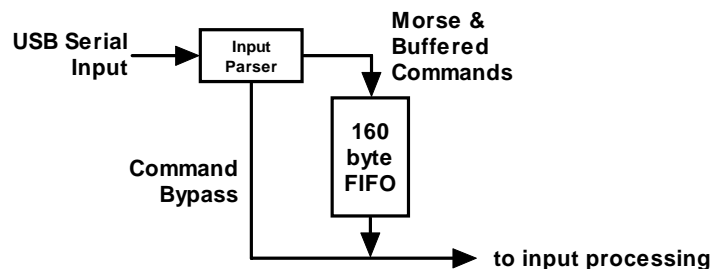 USB Serial
Input
Input
Parser
Morse &
Buffered
Commands
160
byte
FIFO
Command
Bypass
to input processing